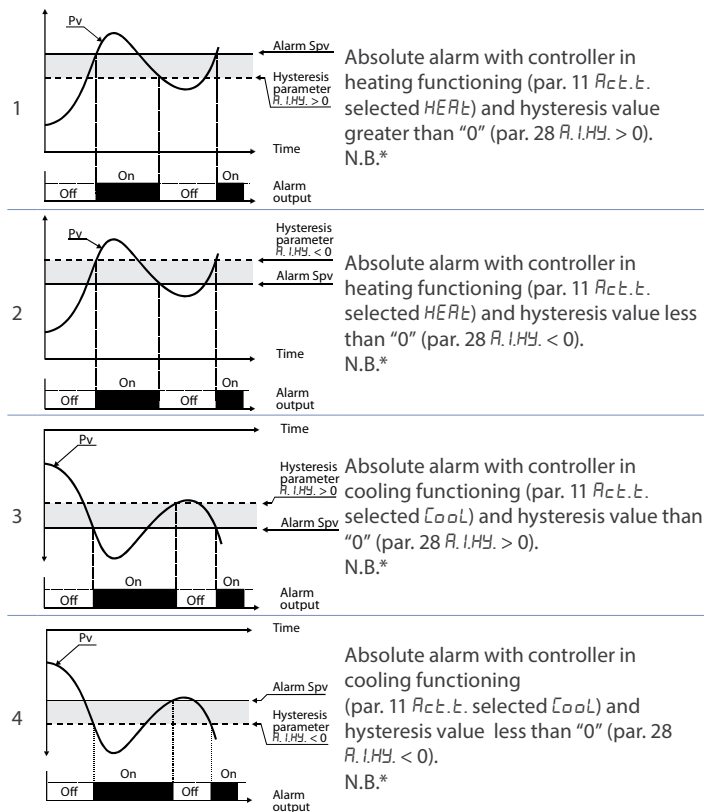 1
Pv
Alarm Spv
Hysteresis
parameter
A.1.HY. > 0
Time
On
On
Off
Off
Alarm
output
Absolute alarm with controller in
heating functioning (par. 11 Act.t.
selected HEAt) and hysteresis value
greater than “0” (par. 28 A.1.HY. > 0).
N.B.*
2
Pv
Hysteresis
parameter
A.1.HY. < 0
Alarm Spv
Time
On
On
Off
Off
Alarm
output
Absolute alarm with controller in
heating functioning (par. 11 Act.t.
selected HEAt) and hysteresis value less
than “0” (par. 28 A.1.HY. < 0).
N.B.*
3
Time
Pv
Hysteresis
parameter
A.1.HY. > 0
Alarm Spv
On
On
Off
Off
Alarm
output
Absolute alarm with controller in
cooling functioning (par. 11 Act.t.
selected CooL) and hysteresis value than
“0” (par. 28 A.1.HY. > 0).
N.B.*
4
Time
Pv
Alarm Spv
Hysteresis
parameter
A.1.HY. < 0
On
On
Off
Off
Alarm
output
Absolute alarm with controller in
cooling functioning
(par. 11 Act.t. selected CooL) and
hysteresis value less than “0” (par. 28
A.1.HY. < 0).
N.B.*